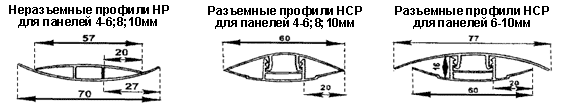 Неразъемные профили НР
для панелей 4-6;8;10мм
57
20
27
70
Разъемные профили НСР
для панелей 4-6; 8; 10мм
60
20
Разъемные профили НСР
для панелей 6-10мм
77
16
20
60